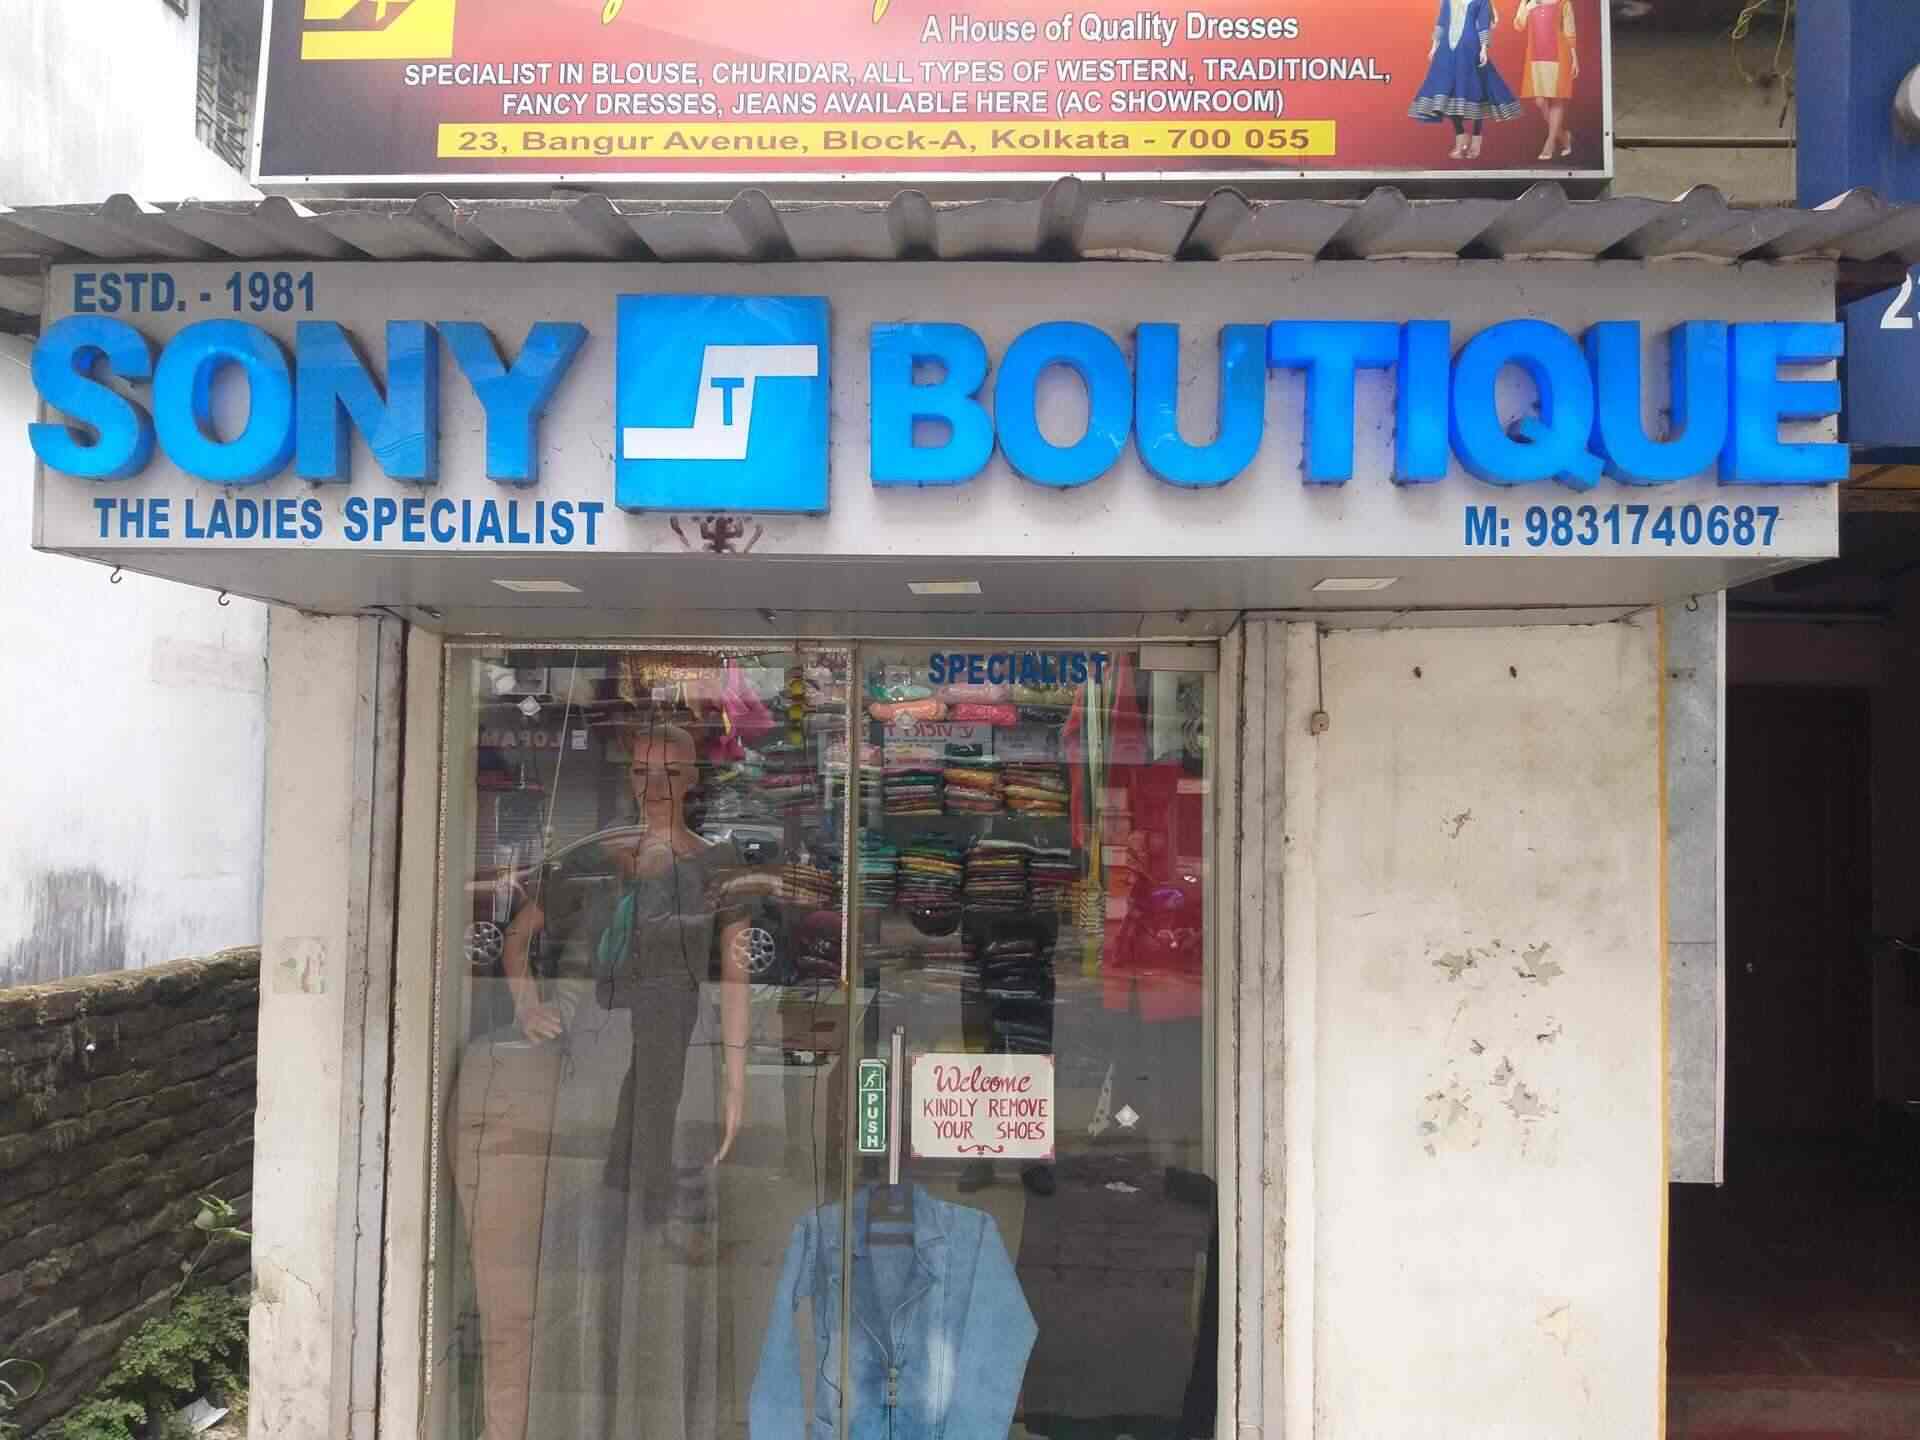 A House of Quality Dresses
SPECIALIST IN BLOUSE, CHURIDAR, ALL TYPES OF WESTERN, TRADITIONAL,
FANCY DRESSES, JEANS AVAILABLE HERE (AC SHOWROOM)
23, Bangur Avenue, Block-A, Kolkata - 700 055
ESTD. - 1981
SONY T BOUTIQUE
THE LADIES SPECIALIST
M: 9831740687
SPECIALIST
PUSH
Welcome
KINDLY REMOVE
YOUR SHOES